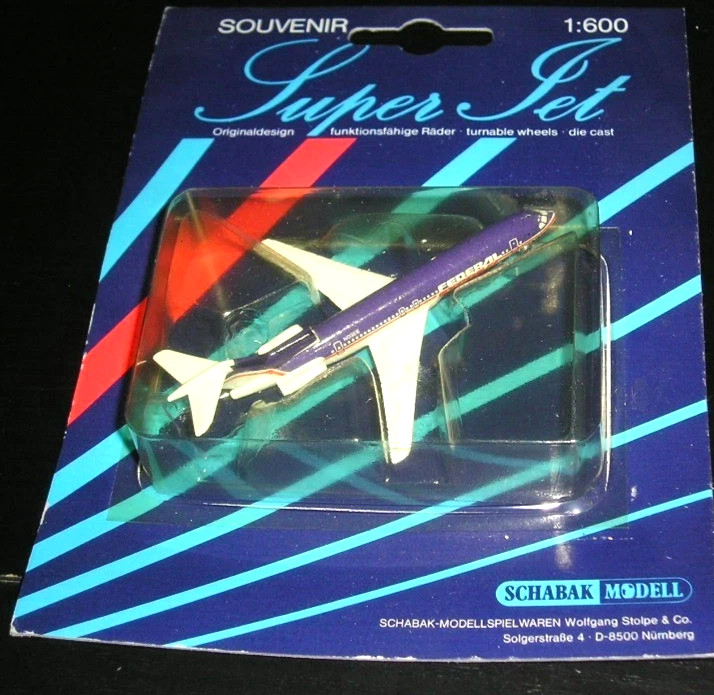 SOUVENIR 1:600
Super Jet
Originaldesign funktionsfähige Räder · turnable wheels · die cast
FEDERAL
SCHABAK MODELL
SCHABAK-MODELLSPIELWAREN Wolfgang Stolpe & Co.
Solgerstraße 4 · D-8500 Nürnberg